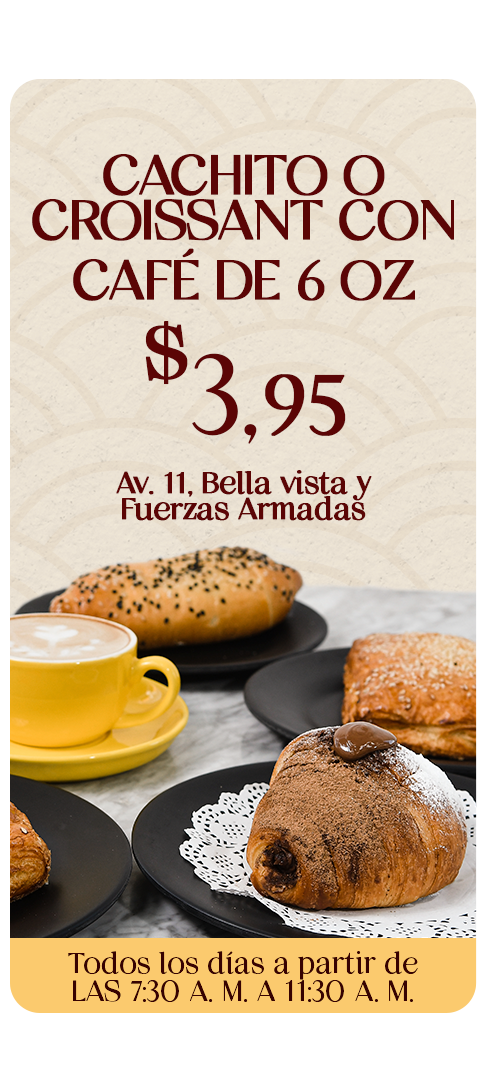 CACHITO O
CROISSANT CON
CAFÉ DE 6 OZ
$3,95
Av. 11, Bella vista y
Fuerzas Armadas
Todos los días a partir de
LAS 7:30 A. M. A 11:30 A. M.